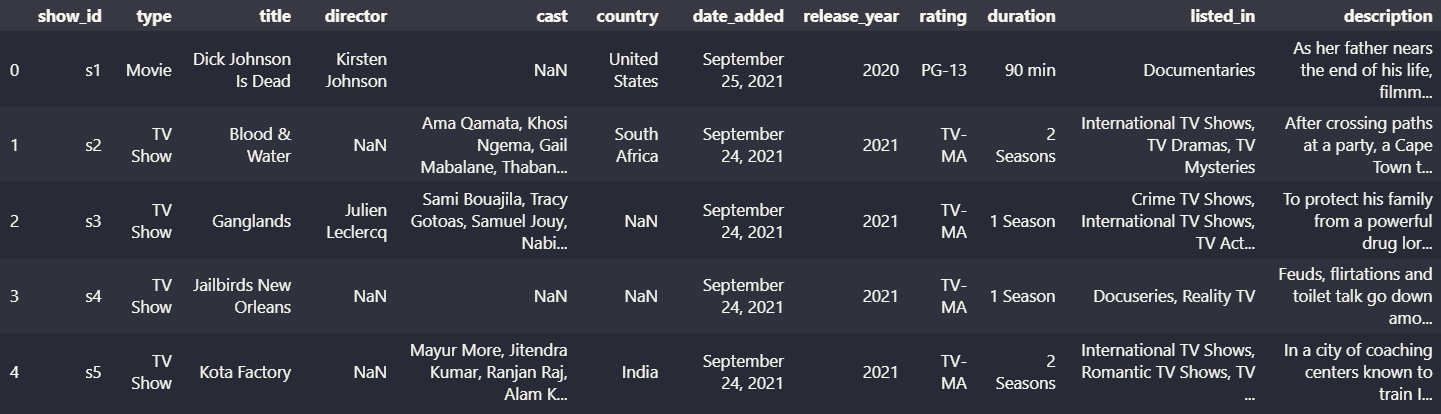 show_id type title director cast country date_added release_year rating duration listed_in description
0 s1 Movie Dick Johnson Is Dead Kirsten Johnson NaN United States September 25, 2021 2020 PG-13 90 min Documentaries As her father nears the end of his life, filmm...
1 s2 TV Show Blood & Water NaN Ama Qamata, Khosi Ngema, Gail Mabalane, Thaban... South Africa September 24, 2021 2021 TV-MA 2 Seasons International TV Shows, TV Dramas, TV Mysteries After crossing paths at a party, a Cape Town t...
2 s3 TV Show Ganglands Julien Leclercq Sami Bouajila, Tracy Gotoas, Samuel Jouy, Nabi... NaN September 24, 2021 2021 TV-MA 1 Season Crime TV Shows, International TV Shows, TV Act... To protect his family from a powerful drug lor...
3 s4 TV Show Jailbirds New Orleans NaN NaN NaN September 24, 2021 2021 TV-MA 1 Season Docuseries, Reality TV Feuds, flirtations and toilet talk go down amo...
4 s5 TV Show Kota Factory NaN Mayur More, Jitendra Kumar, Ranjan Raj, Alam K... India September 24, 2021 2021 TV-MA 2 Seasons International TV Shows, Romantic TV Shows, TV ... In a city of coaching centers known to train I...